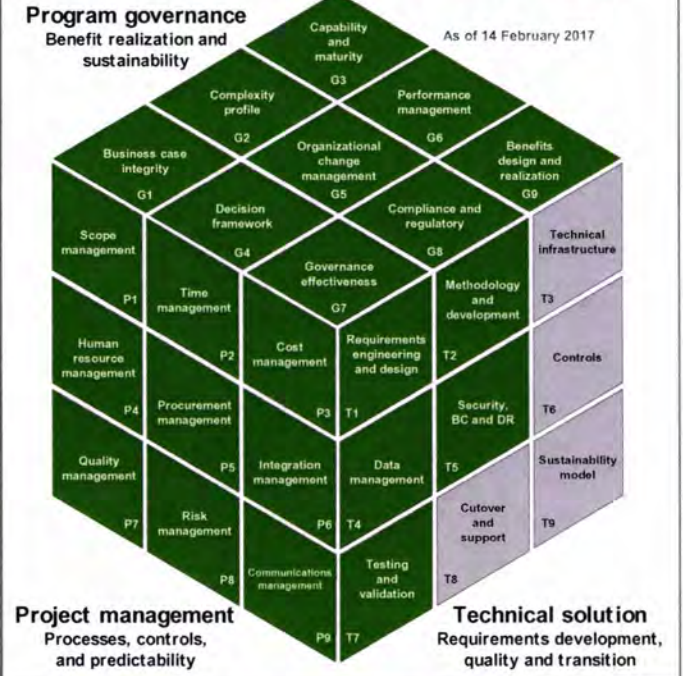 Program governance
Benefit realization and
sustainability
As of 14 February 2017
Capability
and
maturity
G3
Complexity
profile
G2
Performance
management
G6
Business case
integrity
G1
Organizational
change
management
G5
Benefits
design and
realization
G9
Decision
framework
G4
Compliance and
regulatory
G8
Governance
effectiveness
G7
Scope
management
P1
Time
management
P2
Cost
management
P3
Human
resource
management
P4
Procurement
management
P5
Integration
management
P6
Quality
management
P7
Risk
management
P8
Communications
management
P9
Requirements
engineering
and design
T1
Methodology
and
development
T2
Technical
infrastructure
T3
Data
management
T4
Security,
BC and DR
T5
Controls
T6
Testing
and
validation
T7
Cutover
and
support
T8
Sustainability
model
T9
Project management
Processes, controls,
and predictability
Technical solution
Requirements development,
quality and transition